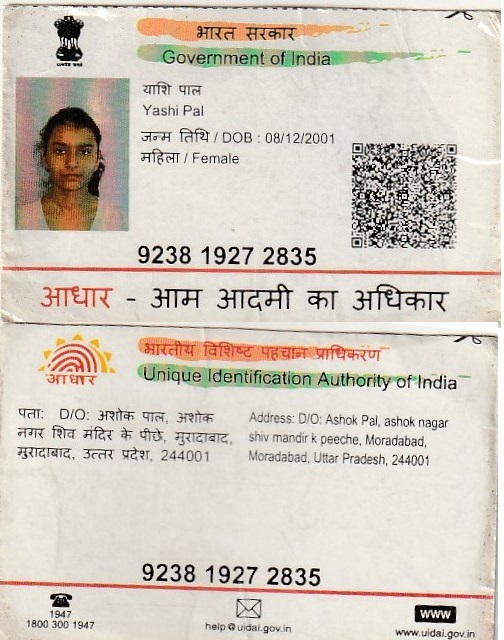 भारत सरकार
Government of India
याशि पाल
Yashi Pal
जन्म तिथि / DOB : 08/12/2001
महिला / Female
9238 1927 2835
आधार - आम आदमी का अधिकार
भारतीय विशिष्ट पहचान प्राधिकरण
Unique Identification Authority of India
आधार
पता: D/O: अशोक पाल, अशोक
नगर शिव मंदिर के पीछे, मुरादाबाद,
मुरादाबाद, उत्तर प्रदेश, 244001
Address: D/O: Ashok Pal, ashok nagar
shiv mandir k peeche, Moradabad,
Moradabad, Uttar Pradesh, 244001
9238 1927 2835
1947
1800 300 1947
help@uidai.gov.in
www
www.uidai.gov.in